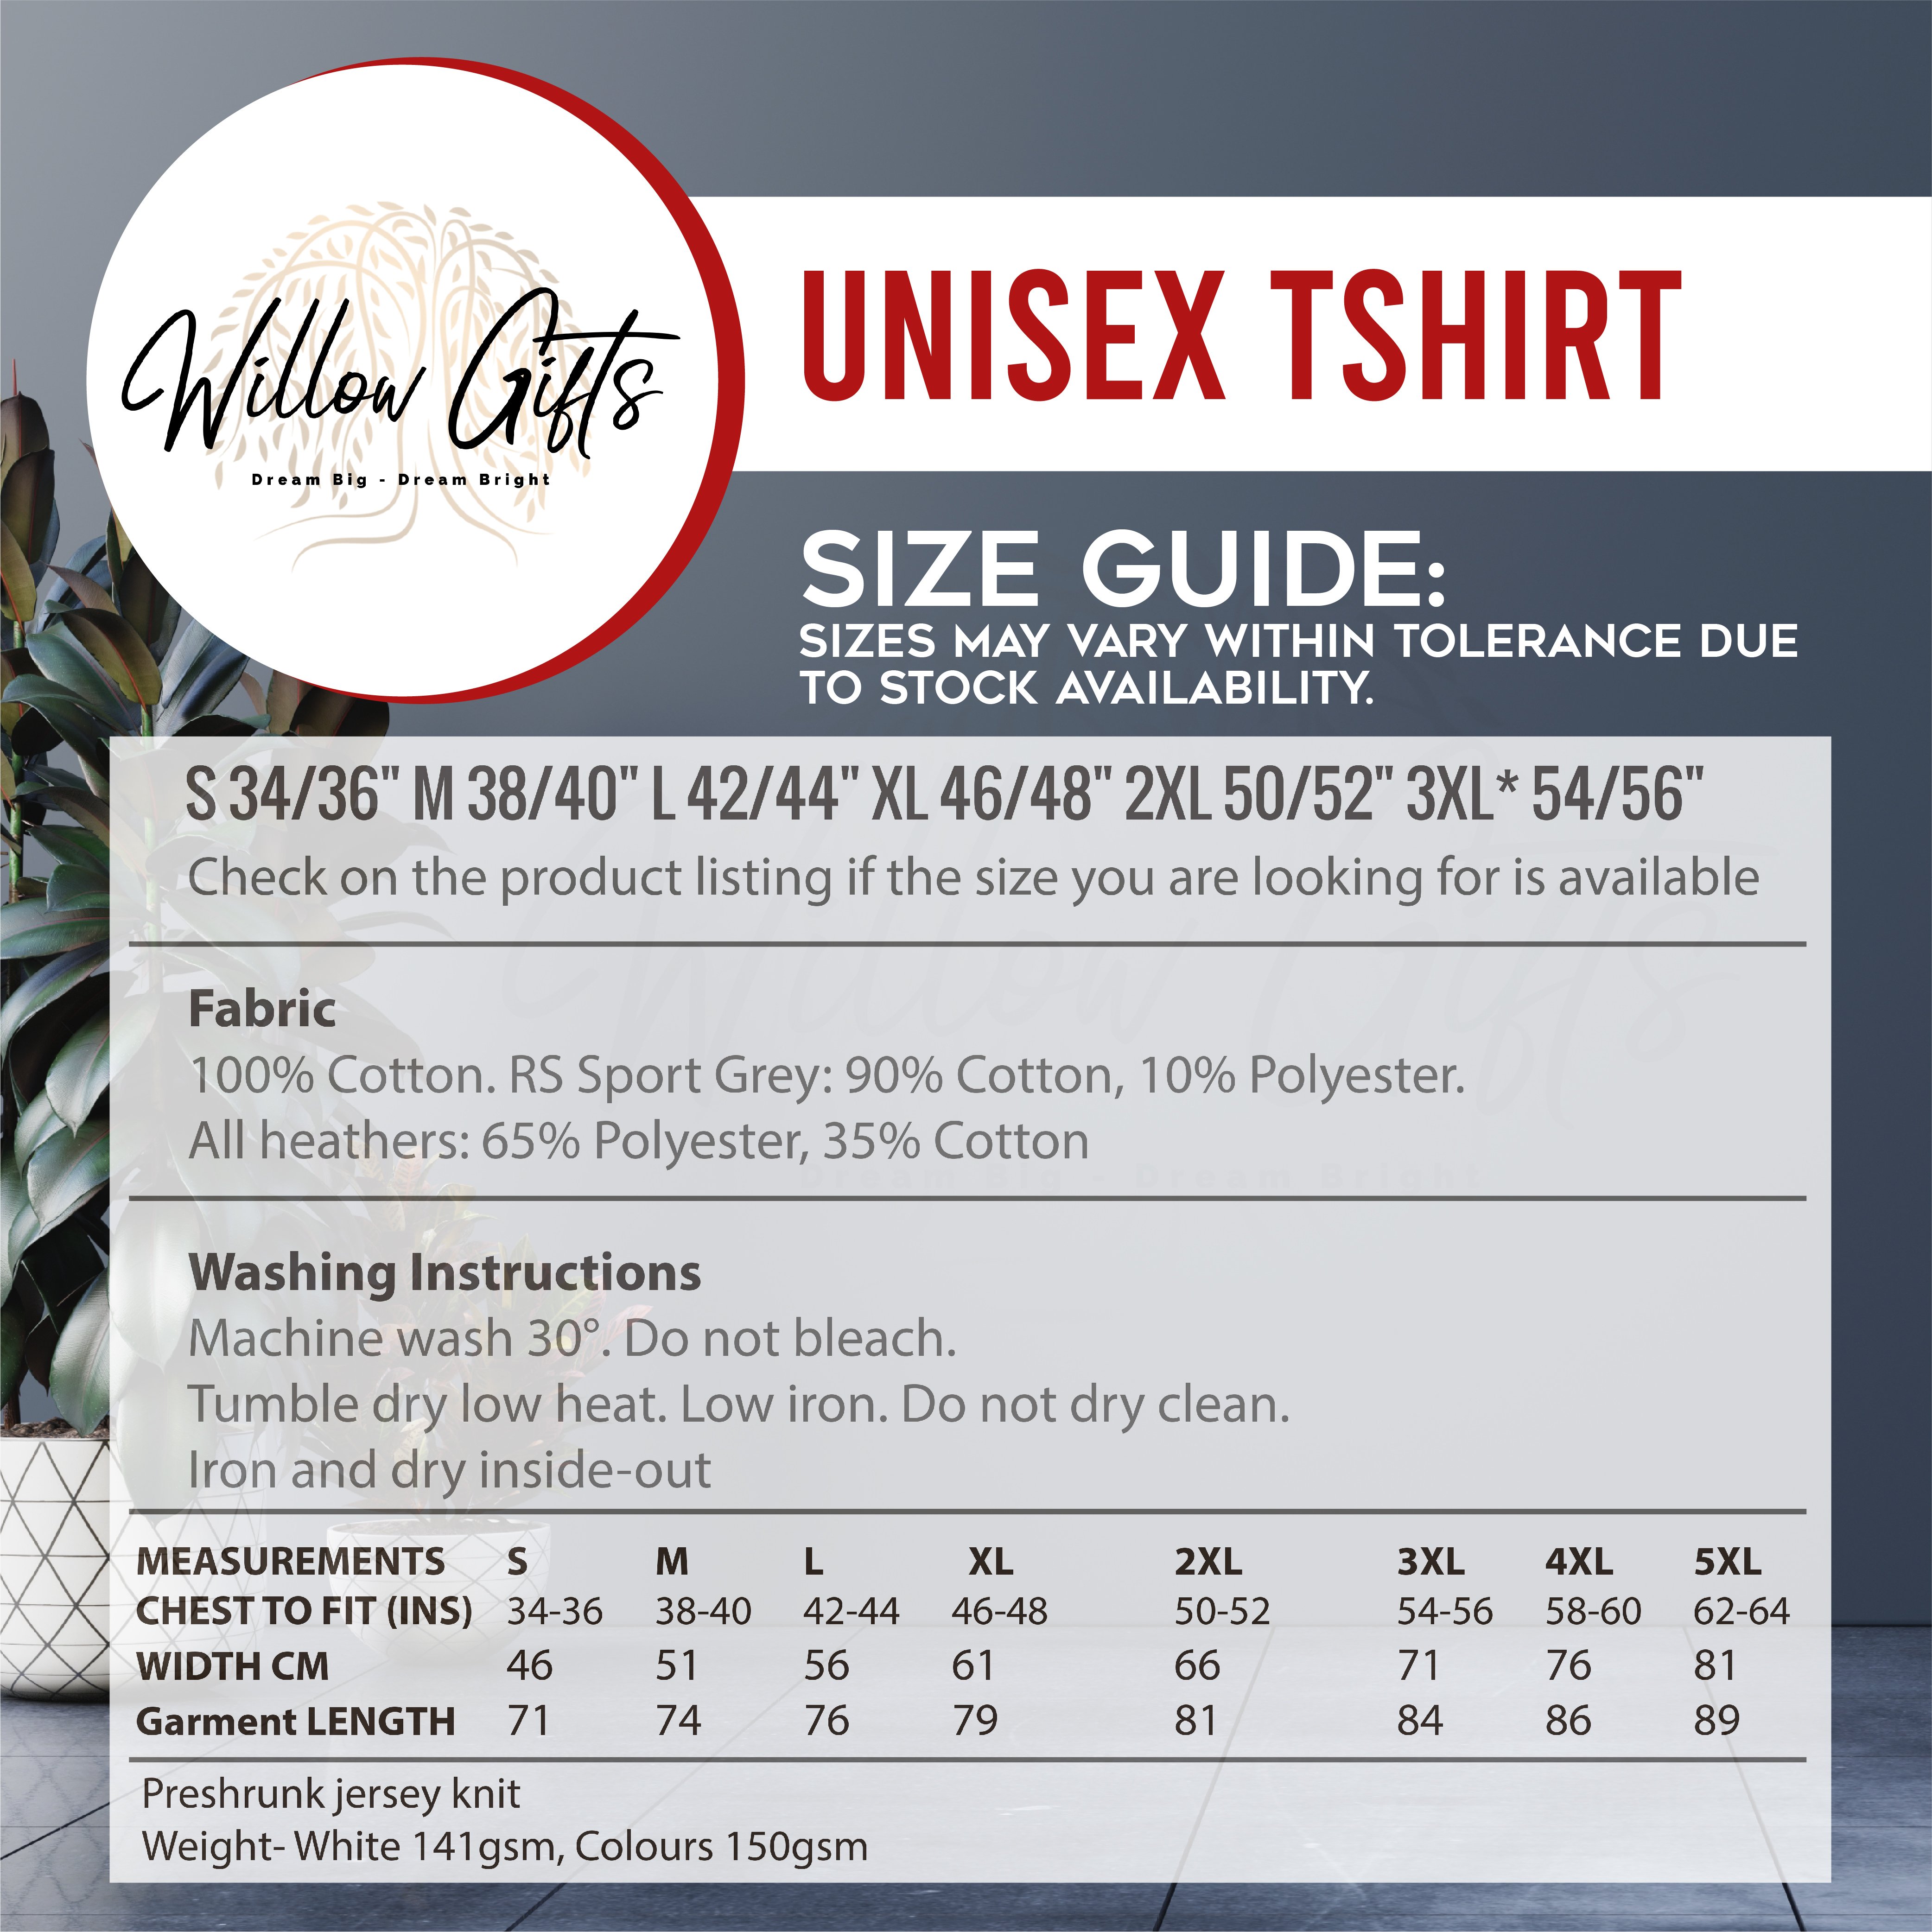 Willow Gifts
Dream Big - Dream Bright
UNISEX TSHIRT
SIZE GUIDE:
SIZES MAY VARY WITHIN TOLERANCE DUE
TO STOCK AVAILABILITY.
S 34/36" M 38/40" L 42/44" XL 46/48" 2XL 50/52" 3XL* 54/56"
Check on the product listing if the size you are looking for is available
Willow Gifts
Fabric
100% Cotton. RS Sport Grey: 90% Cotton, 10% Polyester.
All heathers: 65% Polyester, 35% Cotton
Dream Big - Dream Bright
Washing Instructions
Machine wash 30°. Do not bleach.
Tumble dry low heat. Low iron. Do not dry clean.
Iron and dry inside-out
MEASUREMENTS S M L XL 2XL 3XL 4XL 5XL
CHEST TO FIT (INS) 34-36 38-40 42-44 46-48 50-52 54-56 58-60 62-64
WIDTH CM 46 51 56 61 66 71 76 81
Garment LENGTH 71 74 76 79 81 84 86 89
Preshrunk jersey knit
Weight- White 141gsm, Colours 150gsm